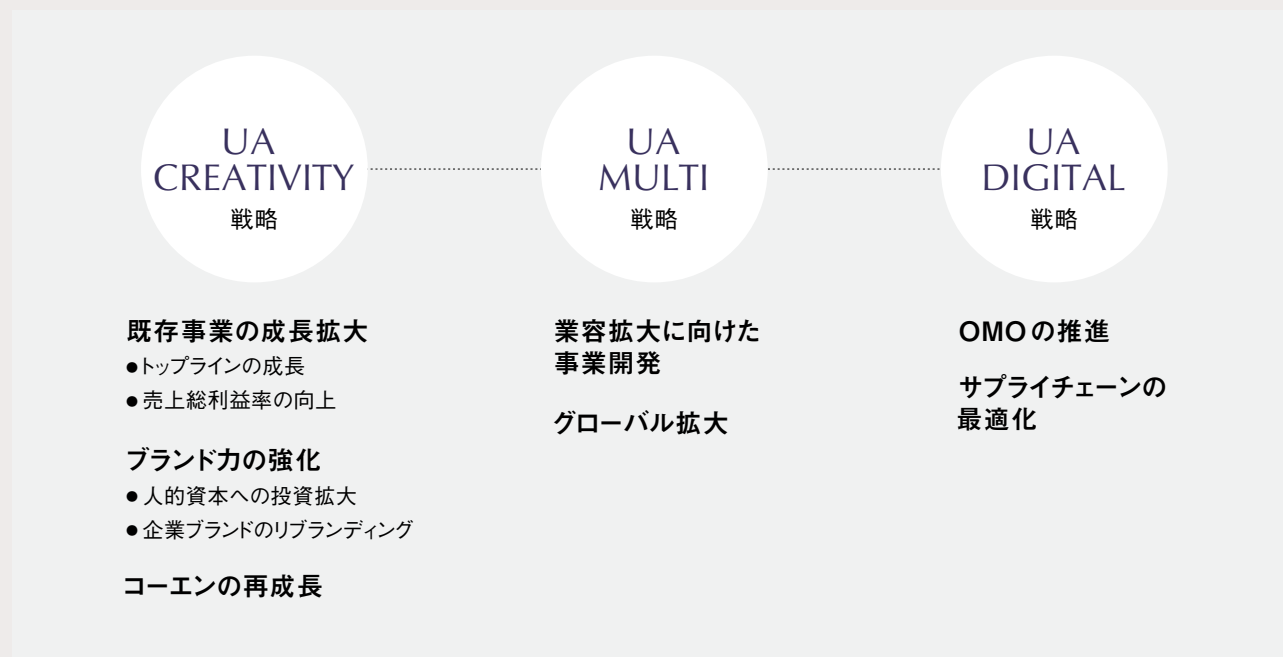 UA
CREATIVITY
戦略
既存事業の成長拡大
●トップラインの成長
●売上総利益率の向上
ブランド力の強化
●人的資本への投資拡大
●企業ブランドのリブランディング
コーエンの再成長
UA
MULTI
戦略
業容拡大に向けた
事業開発
グローバル拡大
UA
DIGITAL
戦略
OMOの推進
サプライチェーンの
最適化